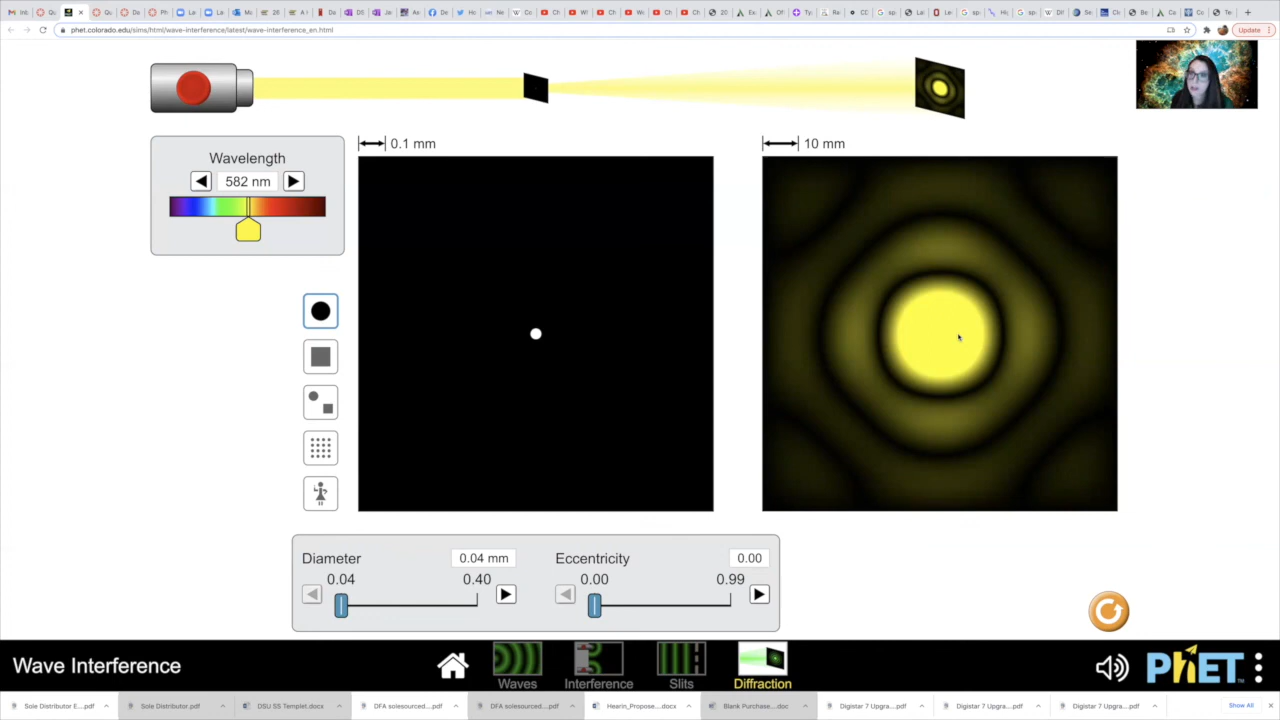 phet.colorado.edu/sims/html/wave-interference/latest/wave-interference_en.html
Update
Wavelength
582 nm
0.1 mm
10 mm
Diameter
0.04 mm
0.04
0.40
Eccentricity
0.00
0.00
0.99
Wave Interference
Waves
Interference
Slits
Diffraction
PhET
Sole Distributor E....pdf
Sole Distributor.pdf
DSU SS Templet.docx
DFA solesourced....pdf
DFA solesourced....pdf
Hearin_Propose....docx
Blank Purchase....doc
Digistar 7 Upgra....pdf
Digistar 7 Upgra....pdf
Digistar 7 Upgra....pdf
Show All